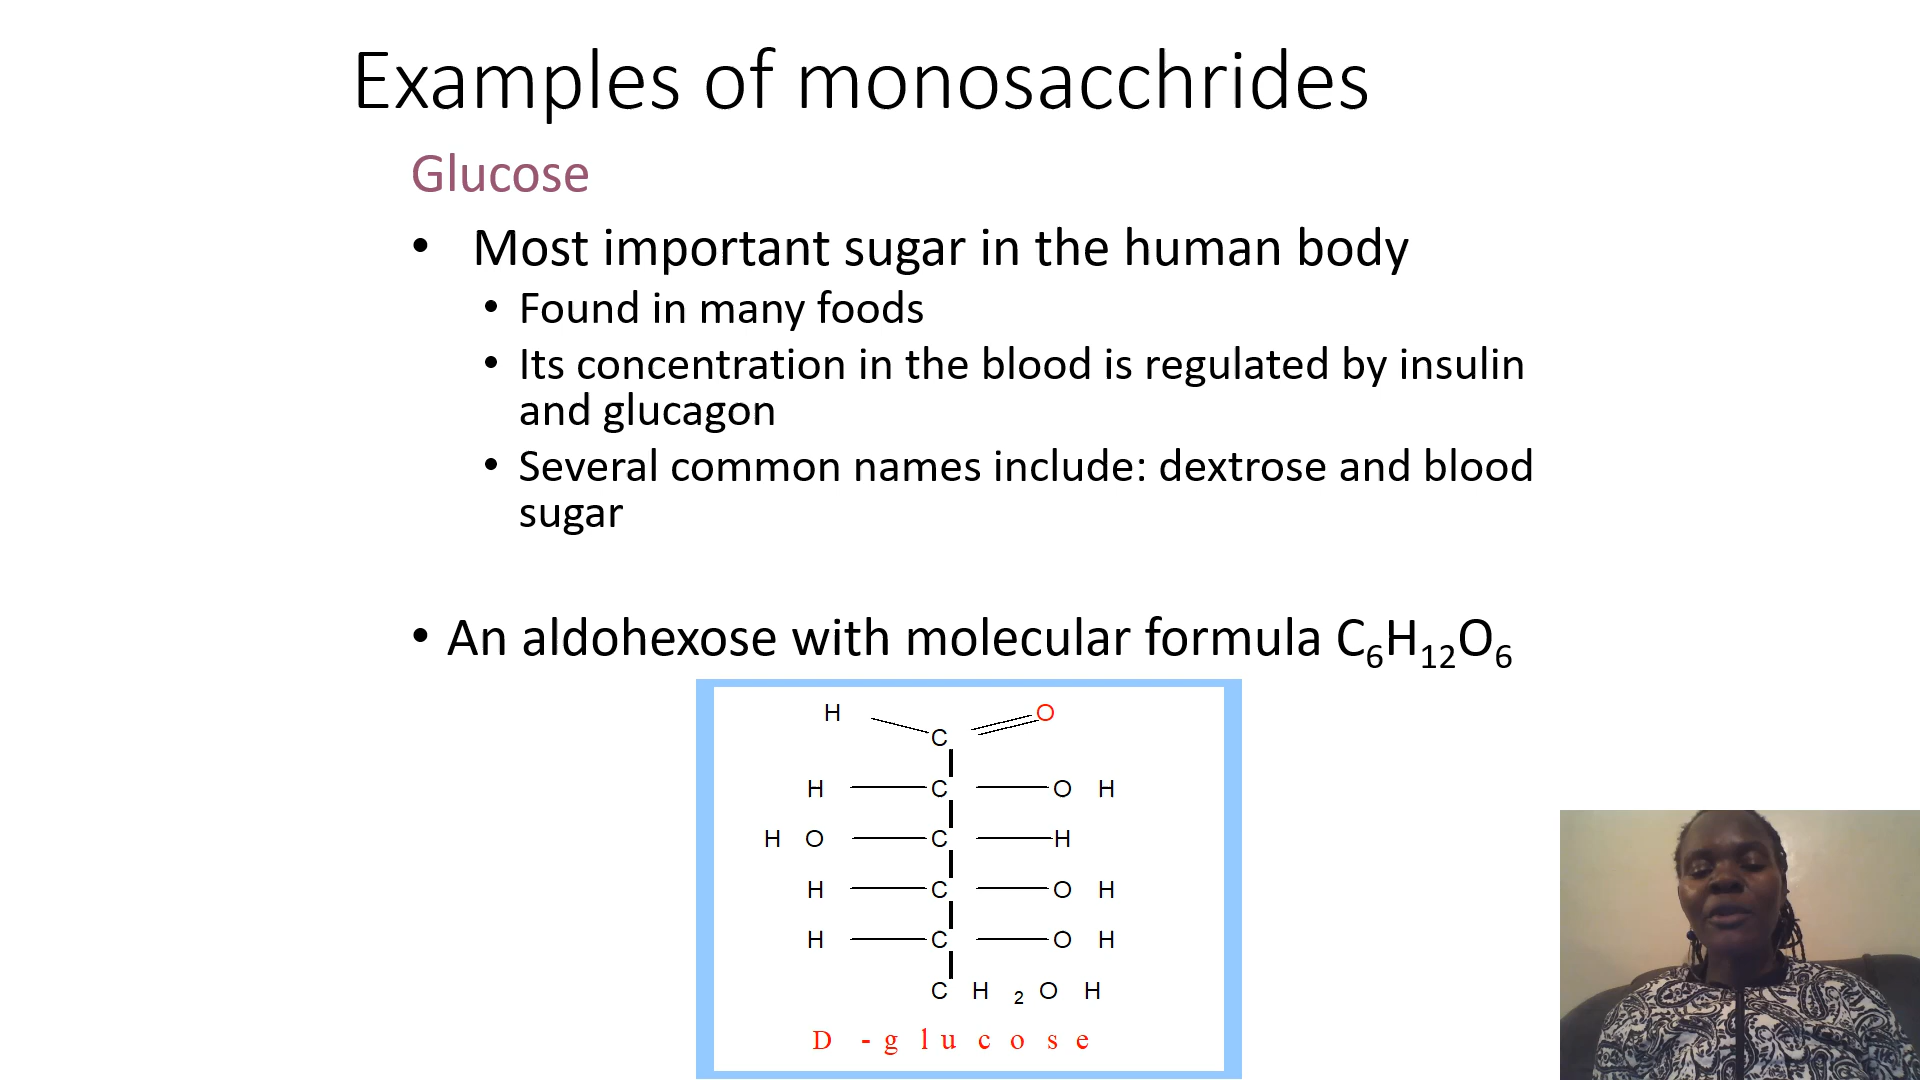 Examples of monosacchrides
Glucose
• Most important sugar in the human body
• Found in many foods
• Its concentration in the blood is regulated by insulin
and glucagon
• Several common names include: dextrose and blood
sugar
• An aldohexose with molecular formula C₆H₁₂O₆
H O
C
H C O H
H O C H
H C O H
H C O H
C H ₂ O H
D - g l u c o s e